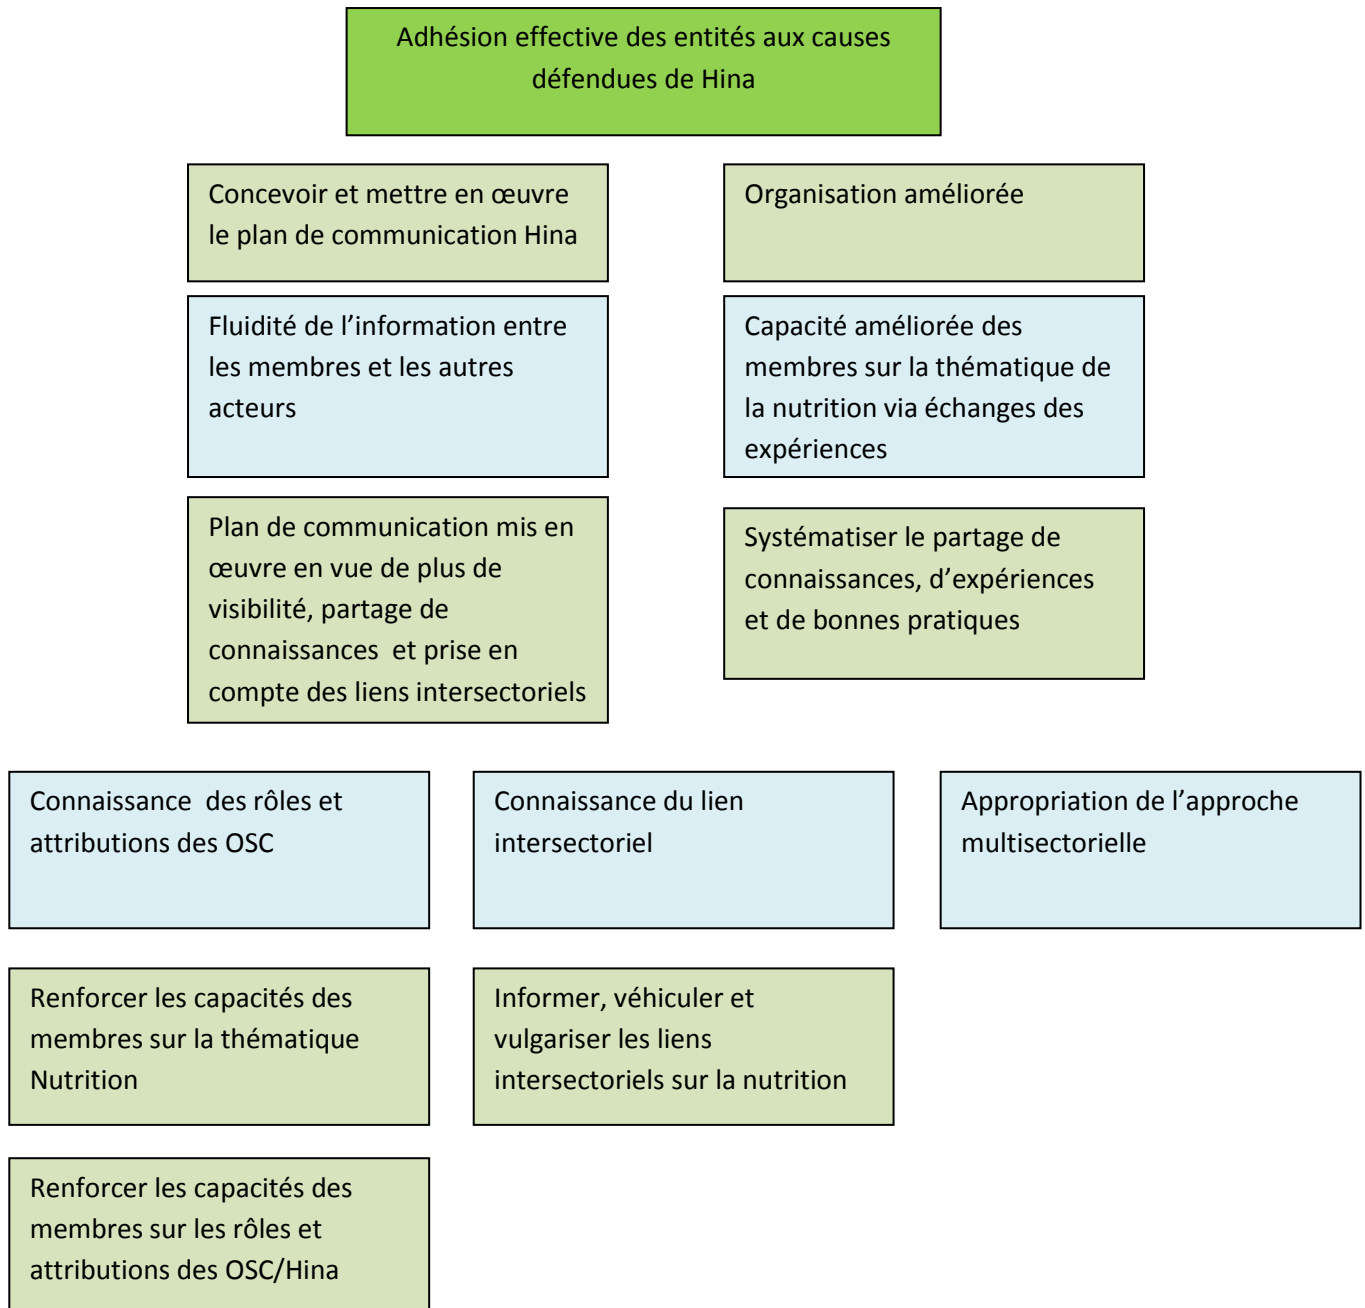 Adhésion effective des entités aux causes
défendues de Hina
Concevoir et mettre en œuvre
le plan de communication Hina
Organisation améliorée
Fluidité de l’information entre
les membres et les autres
acteurs
Capacité améliorée des
membres sur la thématique de
la nutrition via échanges des
expériences
Plan de communication mis en
œuvre en vue de plus de
visibilité, partage de
connaissances et prise en
compte des liens intersectoriels
Systématiser le partage de
connaissances, d’expériences
et de bonnes pratiques
Connaissance des rôles et
attributions des OSC
Connaissance du lien
intersectoriel
Appropriation de l’approche
multisectorielle
Renforcer les capacités des
membres sur la thématique
Nutrition
Informer, véhiculer et
vulgariser les liens
intersectoriels sur la nutrition
Renforcer les capacités des
membres sur les rôles et
attributions des OSC/Hina